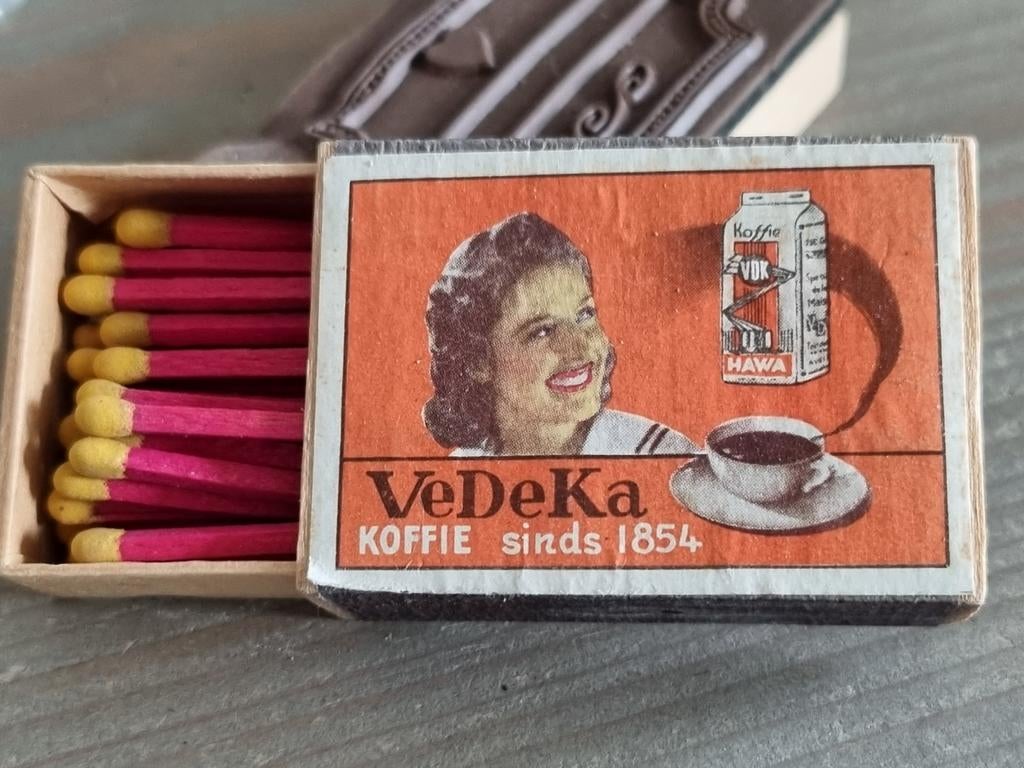 Koffie
VDK
HAWA
VeDeKa
KOFFIE sinds 1854